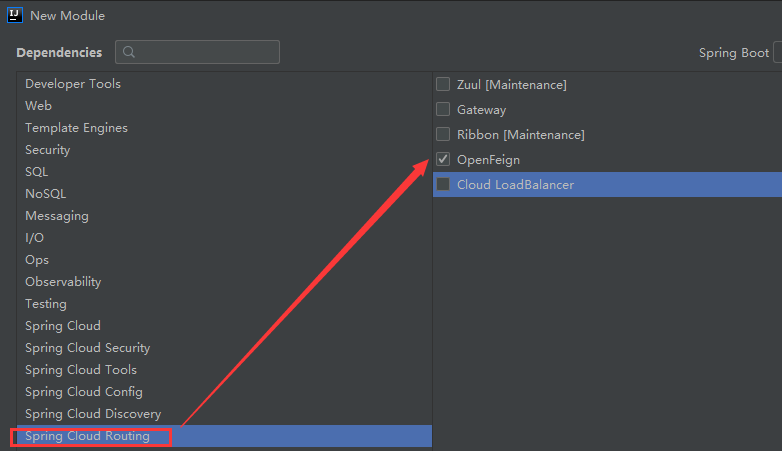 IJ New Module
Dependencies
Spring Boot
Developer Tools
Web
Template Engines
Security
SQL
NoSQL
Messaging
I/O
Ops
Observability
Testing
Spring Cloud
Spring Cloud Security
Spring Cloud Tools
Spring Cloud Config
Spring Cloud Discovery
Spring Cloud Routing
Zuul [Maintenance]
Gateway
Ribbon [Maintenance]
OpenFeign
Cloud LoadBalancer